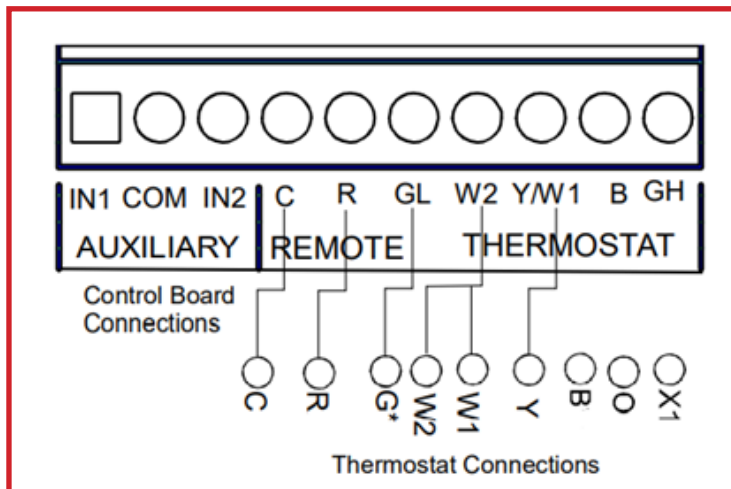 IN1 COM IN2 C R GL W2 Y/W1 B GH
AUXILIARY REMOTE THERMOSTAT
Control Board
Connections
C R G* W2 W1 Y B O X1
Thermostat Connections